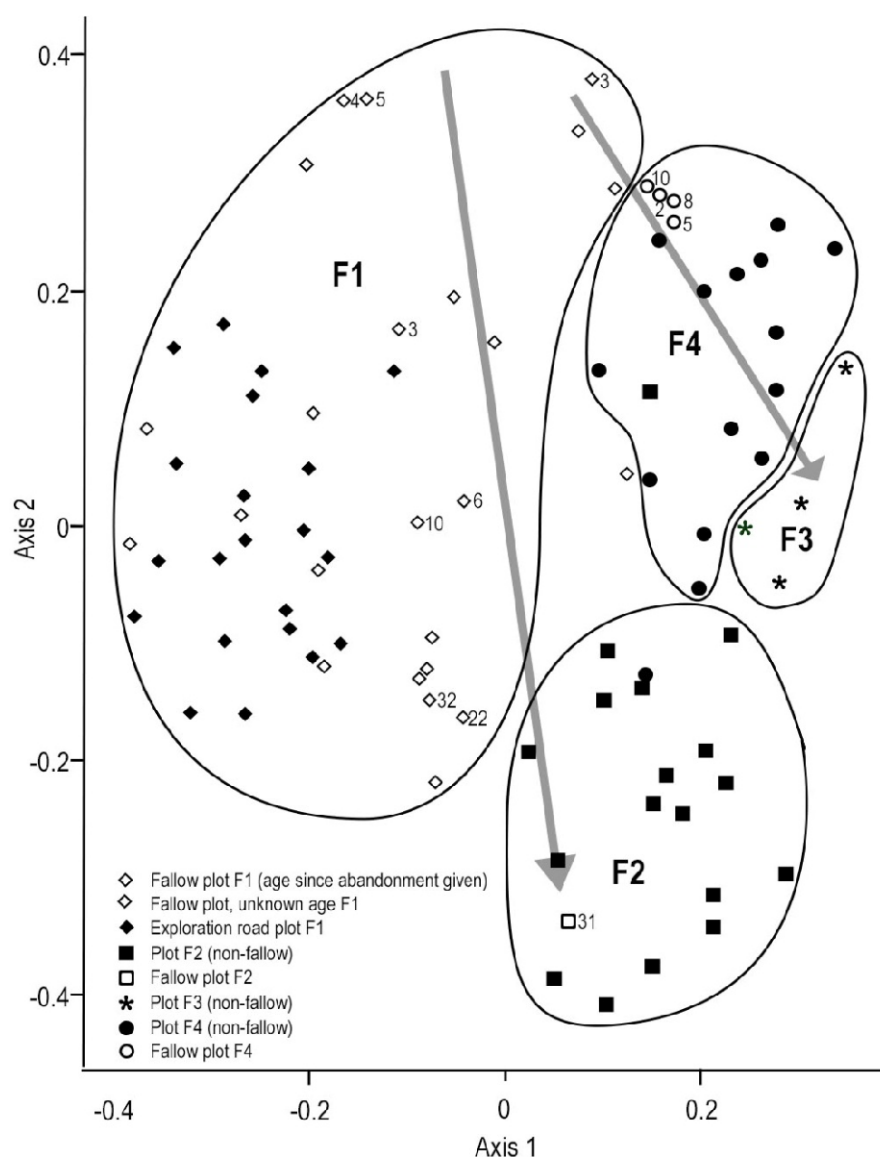 0.4
0.2
0
-0.2
-0.4
Axis 2
-0.4
-0.2
0
0.2
Axis 1
F1
F4
F3
F2
4
5
3
10
2
8
5
3
6
10
32
22
31
Fallow plot F1 (age since abandonment given)
Fallow plot, unknown age F1
Exploration road plot F1
Plot F2 (non-fallow)
Fallow plot F2
Plot F3 (non-fallow)
Plot F4 (non-fallow)
Fallow plot F4